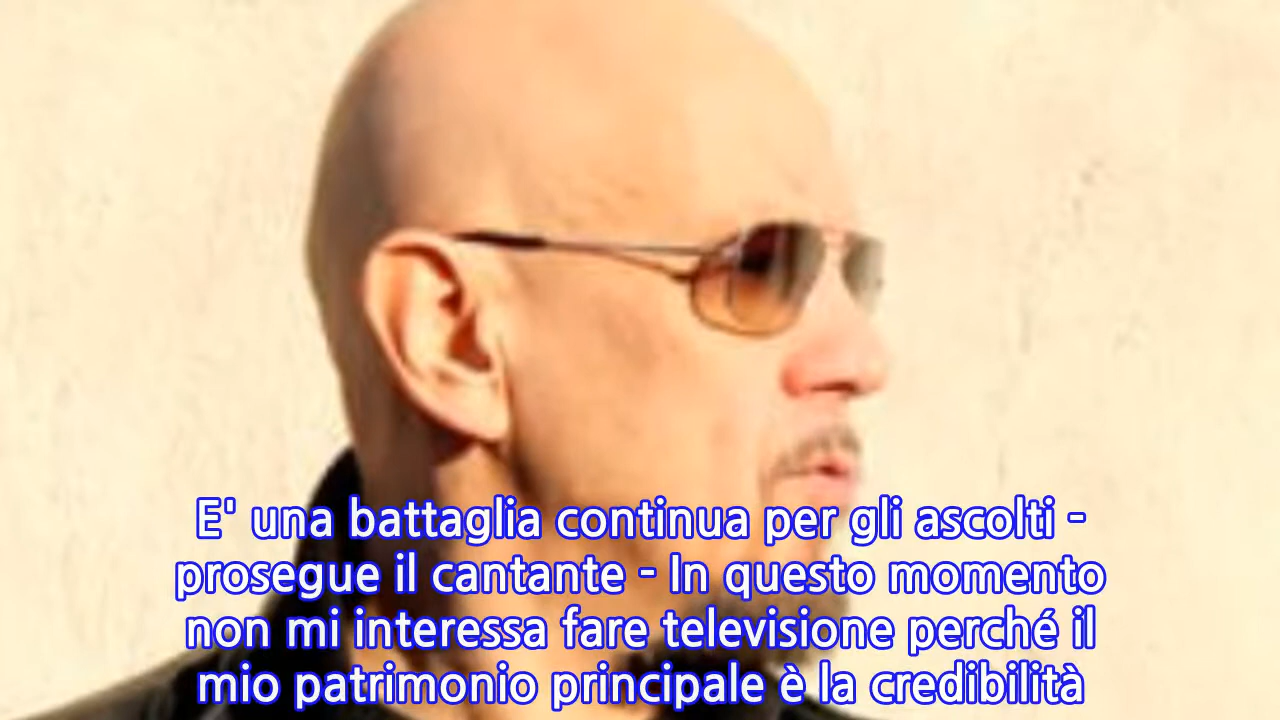 E' una battaglia continua per gli ascolti -
prosegue il cantante - In questo momento
non mi interessa fare televisione perché il
mio patrimonio principale è la credibilità